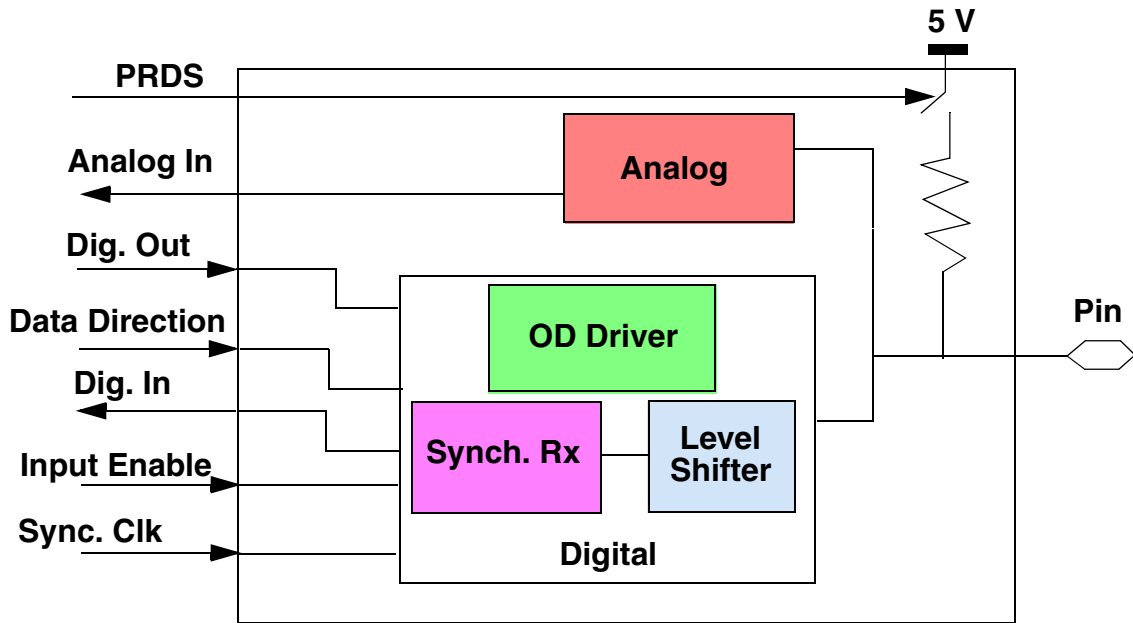 5 V
PRDS
Analog In
Analog
Dig. Out
OD Driver
Data Direction
Pin
Dig. In
Synch. Rx
Level
Shifter
Input Enable
Sync. Clk
Digital